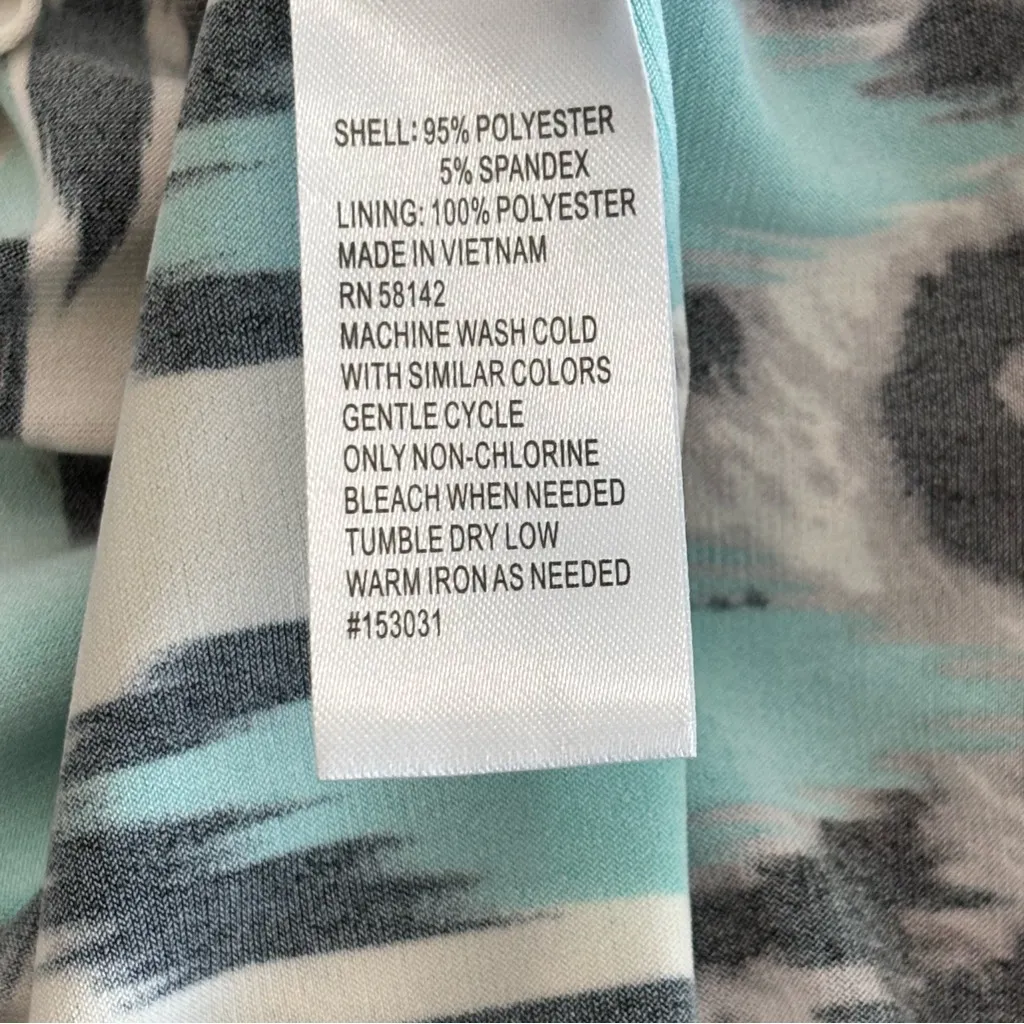 SHELL: 95% POLYESTER
5% SPANDEX
LINING: 100% POLYESTER
MADE IN VIETNAM
RN 58142
MACHINE WASH COLD
WITH SIMILAR COLORS
GENTLE CYCLE
ONLY NON-CHLORINE
BLEACH WHEN NEEDED
TUMBLE DRY LOW
WARM IRON AS NEEDED
#153031